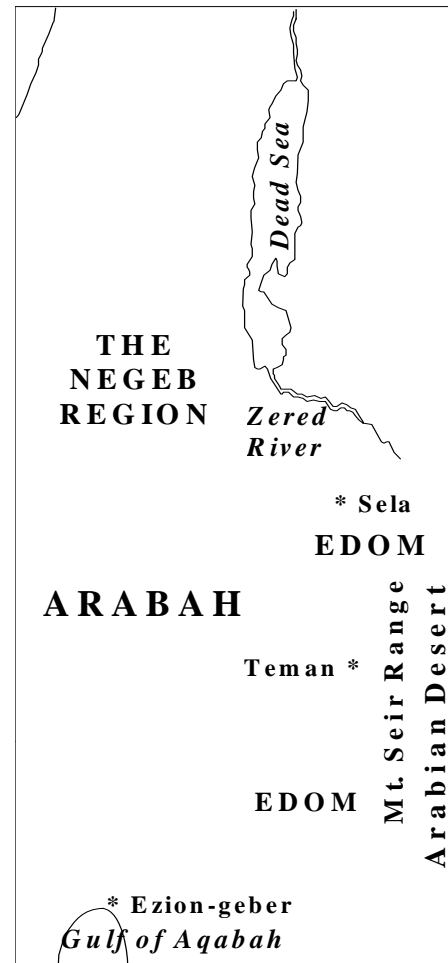 Dead Sea
THE
NEGEB
REGION
Zered
River
* Sela
EDOM
ARABAH
Mt. Seir Range
Arabian Desert
Teman *
EDOM
* Ezion-geber
Gulf of Aqabah